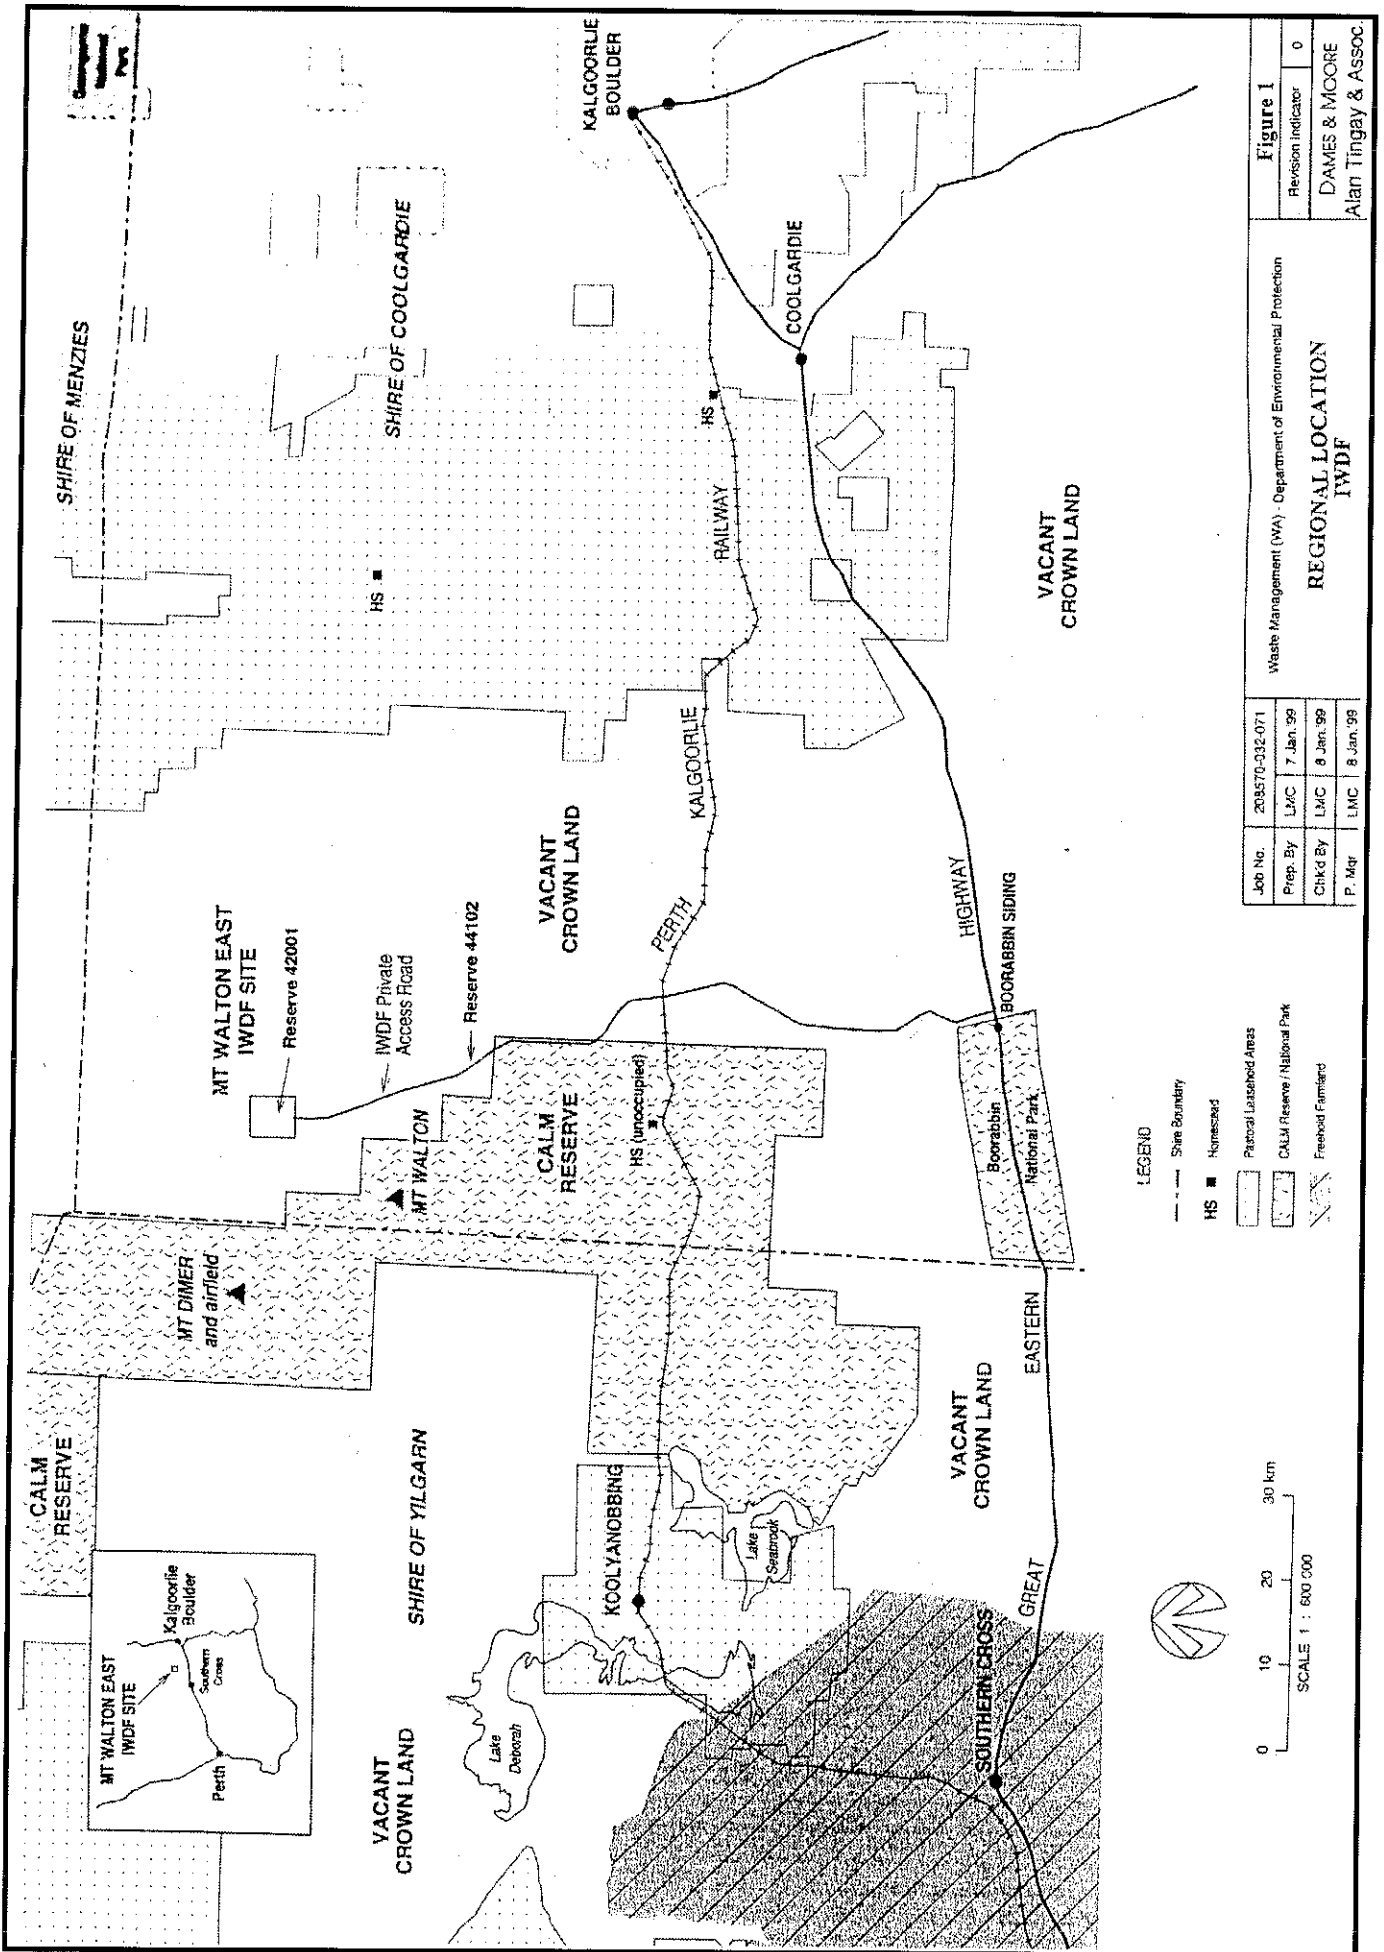 CALM
RESERVE
MT DIMER
and airfield
MT WALTON EAST
IWDF SITE
Reserve 42001
SHIRE OF MENZIES
National
Park
MT WALTON EAST
IWDF SITE
Kalgoorlie
Boulder
Southern
Cross
Perth
SHIRE OF YILGARN
MT WALTON
IWDF Private
Access Road
Reserve 44102
HS
SHIRE OF COOLGARDIE
VACANT
CROWN LAND
Lake
Deborah
KOOLYANOBBING
CALM
RESERVE
HS (unoccupied)
VACANT
CROWN LAND
PERTH
KALGOORLIE
RAILWAY
HS
KALGOORLIE
BOULDER
Lake
Seabrook
COOLGARDIE
SOUTHERN CROSS
GREAT
EASTERN
HIGHWAY
VACANT
CROWN LAND
Boorabbin
National Park
BOORABBIN SIDING
VACANT
CROWN LAND
LEGEND
Shire Boundary
HS Homestead
Pastoral Leasehold Areas
CALM Reserve / National Park
Freehold Farmland
0 10 20 30 km
SCALE 1 : 600 000
Job No. 208570-032-071
Prep. By LMC 7 Jan.'99
Chk'd By LMC 8 Jan.'99
P. Mgr LMC 8 Jan.'99
Waste Management (WA) - Department of Environmental Protection
REGIONAL LOCATION
IWDF
Figure 1
Revision Indicator 0
DAMES & MOORE
Alan Tingay & Assoc.